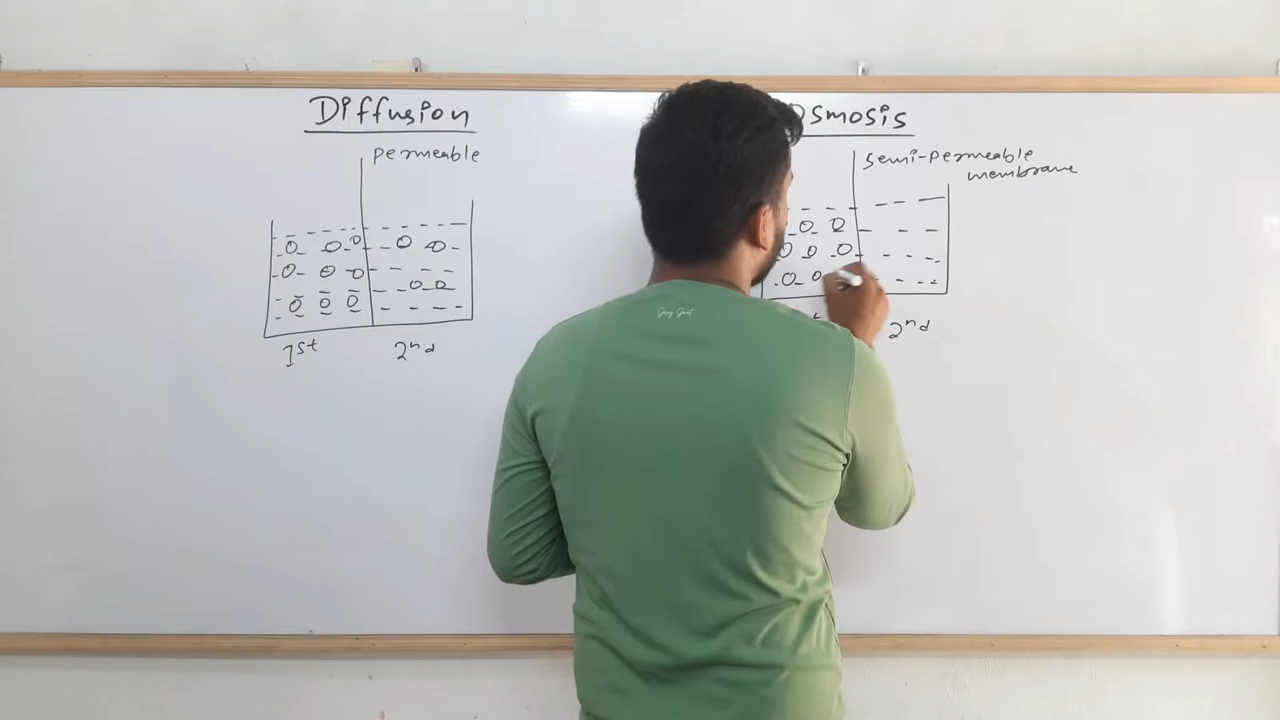 Diffusion
permeable
1st
2nd
Osmosis
semi-permeable
membrane
2nd